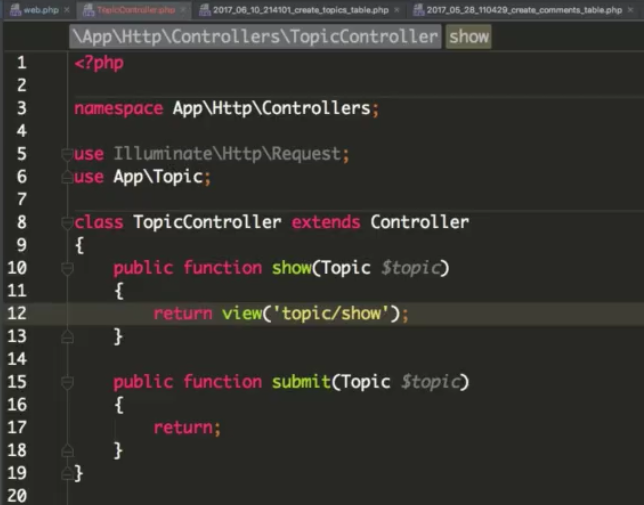 web.php TopicController.php 2017_06_10_214101_create_topics_table.php 2017_05_28_110429_create_comments_table.php
\App\Http\Controllers\TopicController show
1 <?php
2
3 namespace App\Http\Controllers;
4
5 use Illuminate\Http\Request;
6 use App\Topic;
7
8 class TopicController extends Controller
9 {
10     public function show(Topic $topic)
11     {
12         return view('topic/show');
13     }
14
15     public function submit(Topic $topic)
16     {
17         return;
18     }
19 }
20